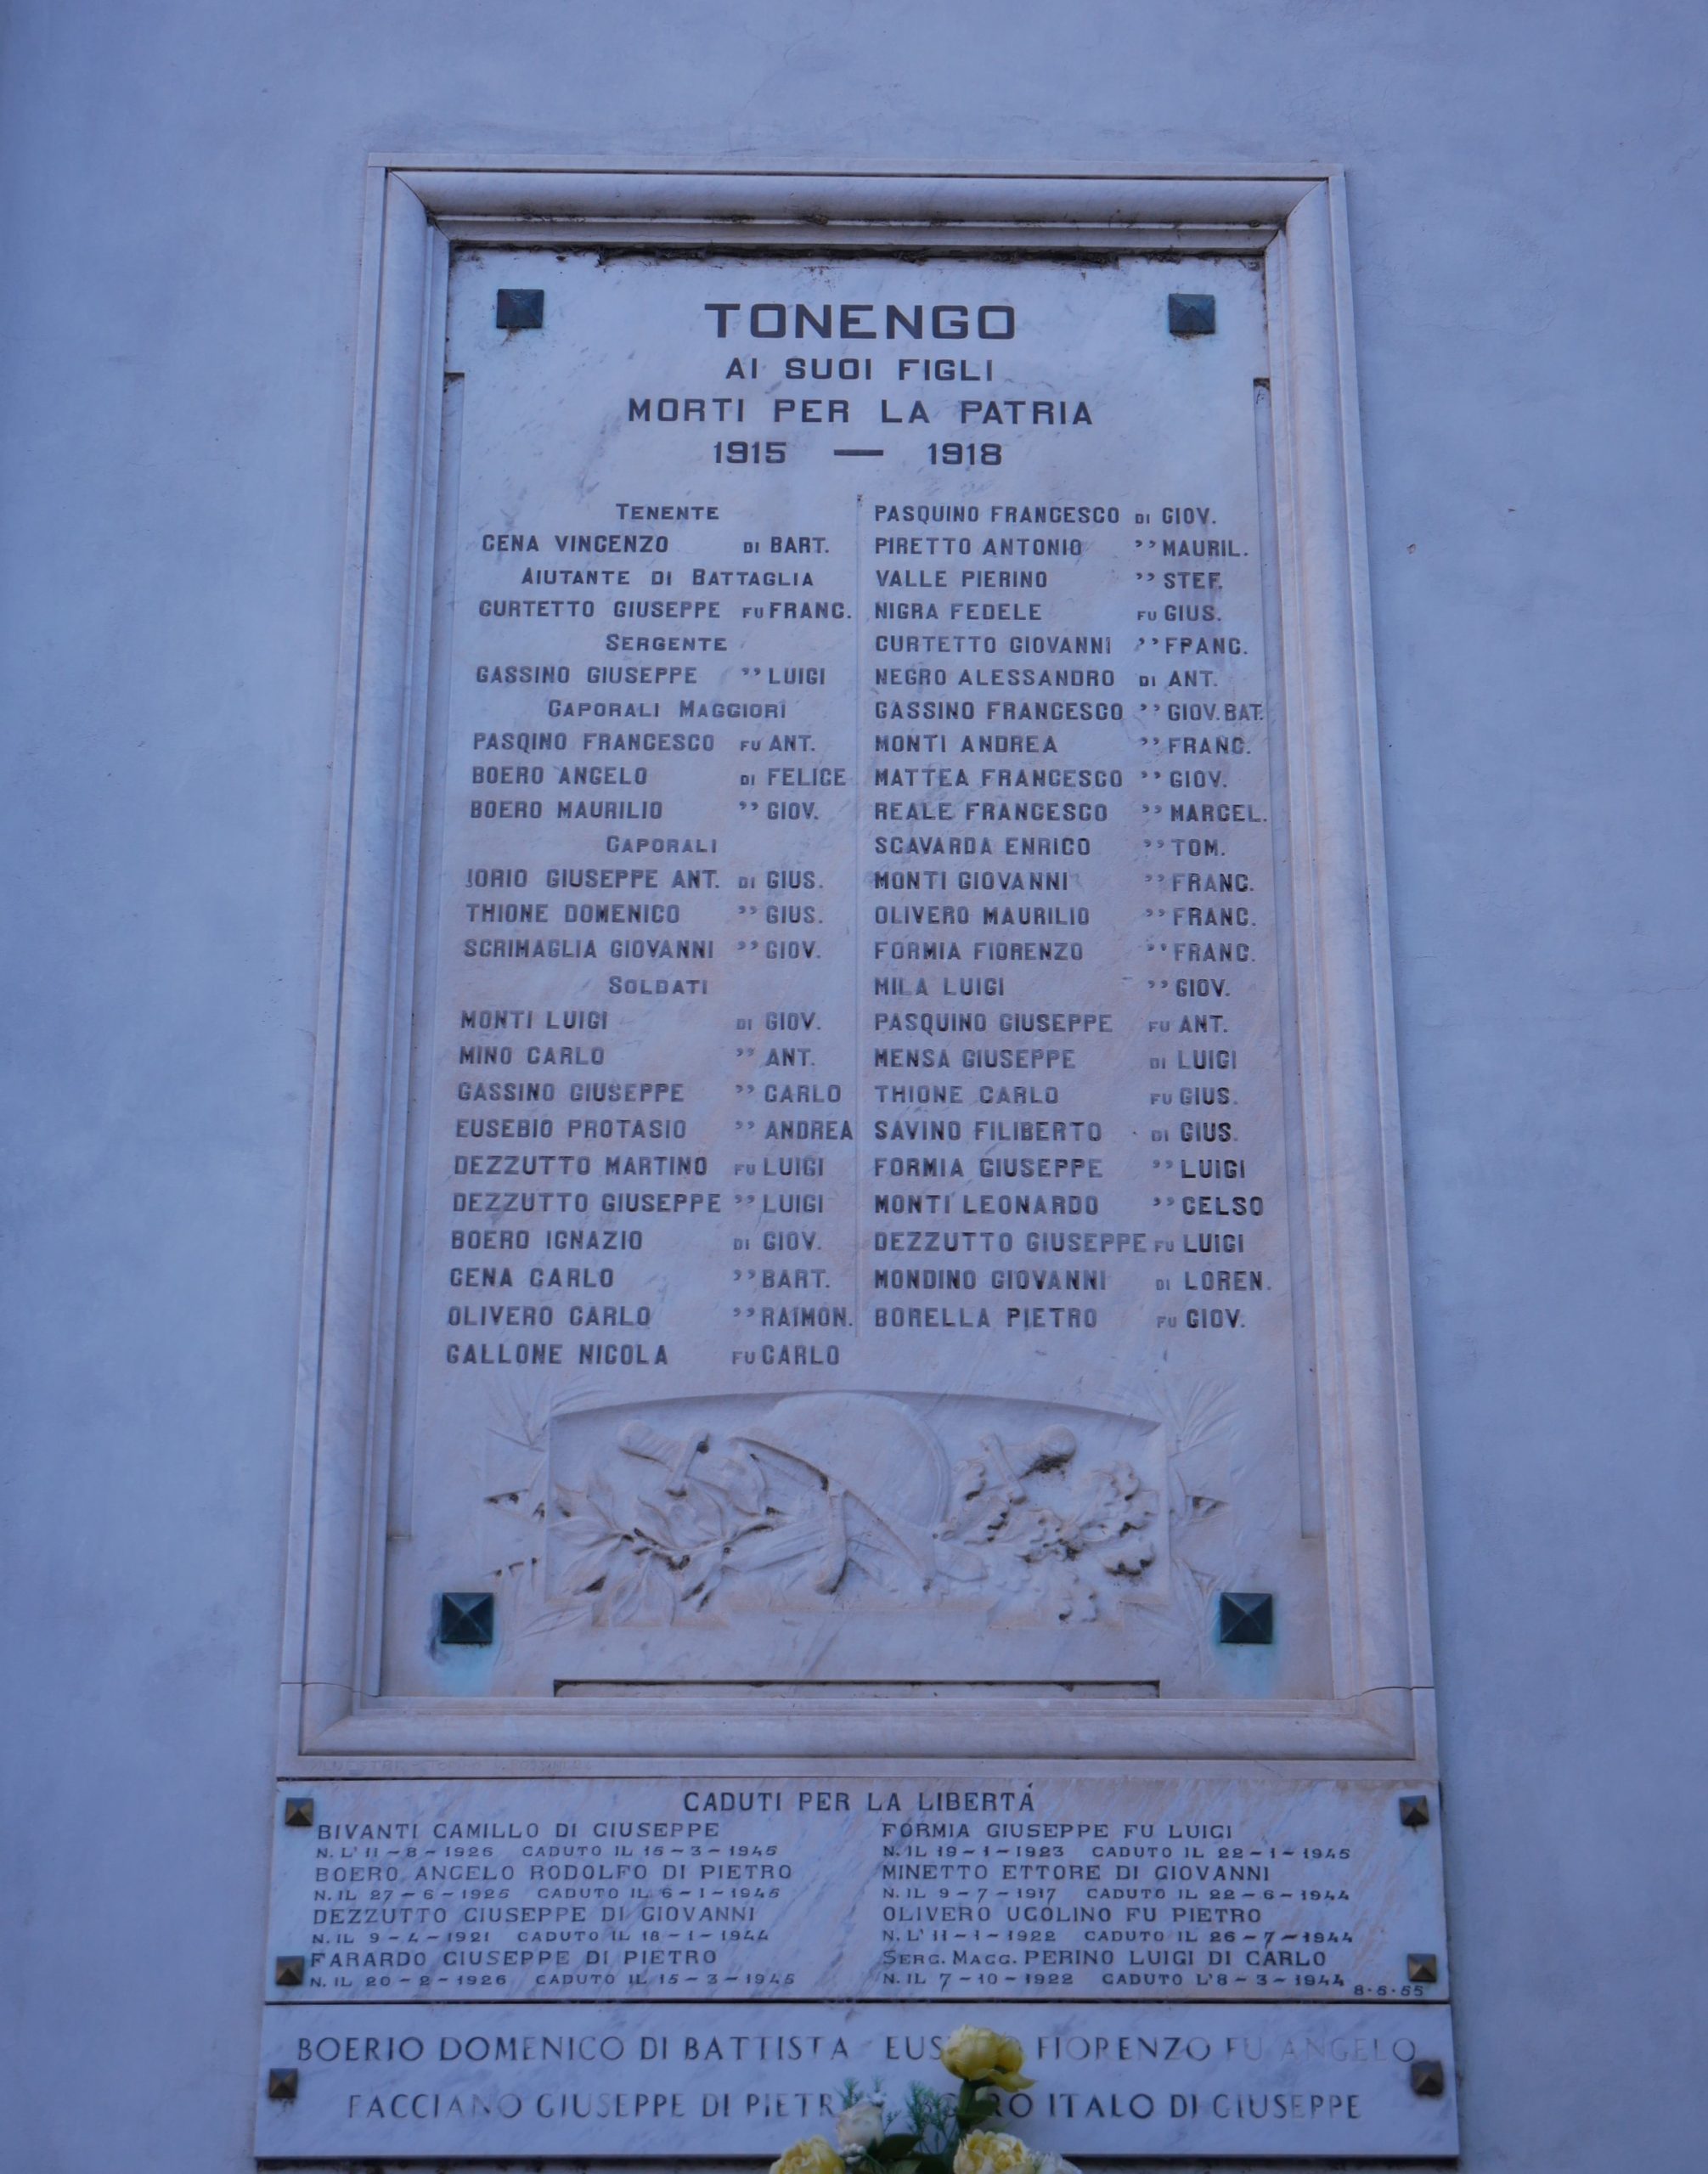 TONENGO
AI SUOI FIGLI
MORTI PER LA PATRIA
1915 — 1918
TENENTE
CENA VINCENZO DI BART.
AIUTANTE DI BATTAGLIA
CURTETTO GIUSEPPE FU FRANC.
SERGENTE
GASSINO GIUSEPPE ,, LUIGI
CAPORALI MAGGIORI
PASQINO FRANCESCO FU ANT.
BOERO ANGELO DI FELICE
BOERO MAURILIO ,, GIOV.
CAPORALI
IORIO GIUSEPPE ANT. DI GIUS.
THIONE DOMENICO ,, GIUS.
SCRIMAGLIA GIOVANNI ,, GIOV.
SOLDATI
MONTI LUIGI DI GIOV.
MINO CARLO ,, ANT.
GASSINO GIUSEPPE ,, CARLO
EUSEBIO PROTASIO ,, ANDREA
DEZZUTTO MARTINO FU LUIGI
DEZZUTTO GIUSEPPE ,, LUIGI
BOERO IGNAZIO DI GIOV.
CENA CARLO ,, BART.
OLIVERO CARLO ,, RAIMON.
GALLONE NICOLA FU CARLO
PASQUINO FRANCESCO DI GIOV.
PIRETTO ANTONIO ,, MAURIL.
VALLE PIERINO ,, STEF.
NIGRA FEDELE FU GIUS.
CURTETTO GIOVANNI ,, FRANC.
NEGRO ALESSANDRO DI ANT.
GASSINO FRANCESCO ,, GIOV. BAT.
MONTI ANDREA ,, FRANC.
MATTEA FRANCESCO ,, GIOV.
REALE FRANCESCO ,, MARCEL.
SCAVARDA ENRICO ,, TOM.
MONTI GIOVANNI ,, FRANC.
OLIVERO MAURILIO ,, FRANC.
FORMIA FIORENZO ,, FRANC.
MILA LUIGI ,, GIOV.
PASQUINO GIUSEPPE FU ANT.
MENSA GIUSEPPE DI LUIGI
THIONE CARLO FU GIUS.
SAVINO FILIBERTO DI GIUS.
FORMIA GIUSEPPE ,, LUIGI
MONTI LEONARDO ,, CELSO
DEZZUTTO GIUSEPPE FU LUIGI
MONDINO GIOVANNI DI LOREN.
BORELLA PIETRO FU GIOV.
CADUTI PER LA LIBERTÁ
BIVANTI CAMILLO DI GIUSEPPE
N. L' 11-8-1926 CADUTO IL 15-3-1945
BOERO ANGELO RODOLFO DI PIETRO
N. IL 27-6-1925 CADUTO IL 6-1-1945
DEZZUTTO GIUSEPPE DI GIOVANNI
N. IL 9-4-1921 CADUTO IL 18-1-1944
FARARDO GIUSEPPE DI PIETRO
N. IL 20-2-1926 CADUTO IL 15-3-1945
FORMIA GIUSEPPE FU LUIGI
N. IL 19-1-1923 CADUTO IL 22-1-1945
MINETTO ETTORE DI GIOVANNI
N. IL 9-7-1917 CADUTO IL 22-6-1944
OLIVERO UGOLINO FU PIETRO
N. L' 11-1-1922 CADUTO IL 26-7-1944
SERG. MAGG. PERINO LUIGI DI CARLO
N. IL 7-10-1922 CADUTO L'8-3-1944
8·5·55
BOERIO DOMENICO DI BATTISTA FIORENZO FU ANGELO
FACCIANO GIUSEPPE DI ITALO DI GIUSEPPE